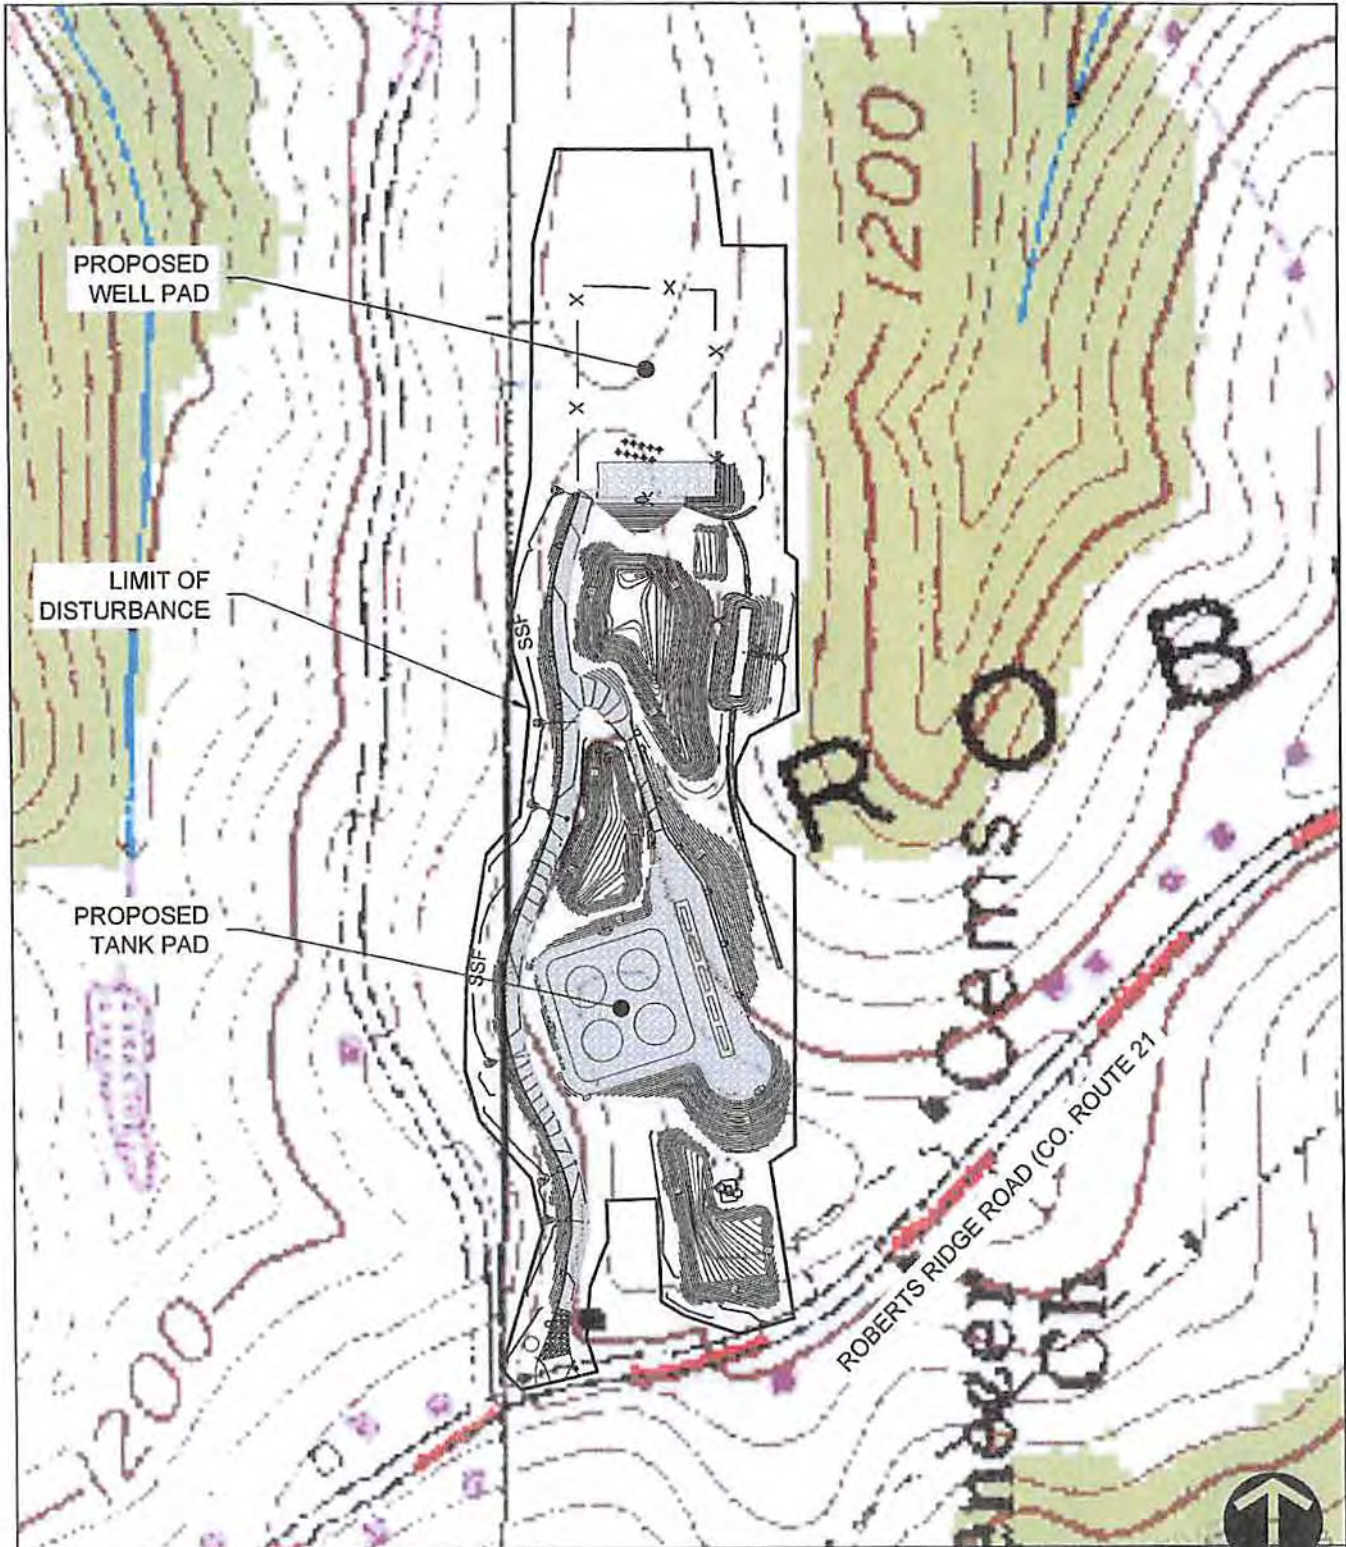 1200
PROPOSED
WELL PAD
LIMIT OF
DISTURBANCE
SSF
R O B
PROPOSED
TANK PAD
SSF
Cems
ROBERTS RIDGE ROAD (CO. ROUTE 21
Ch
1200